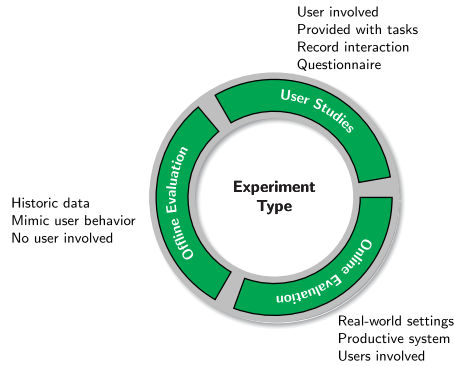 User involved
Provided with tasks
Record interaction
Questionnaire
User Studies
Offline Evaluation
Experiment
Type
Historic data
Mimic user behavior
No user involved
Online Evaluation
Real-world settings
Productive system
Users involved